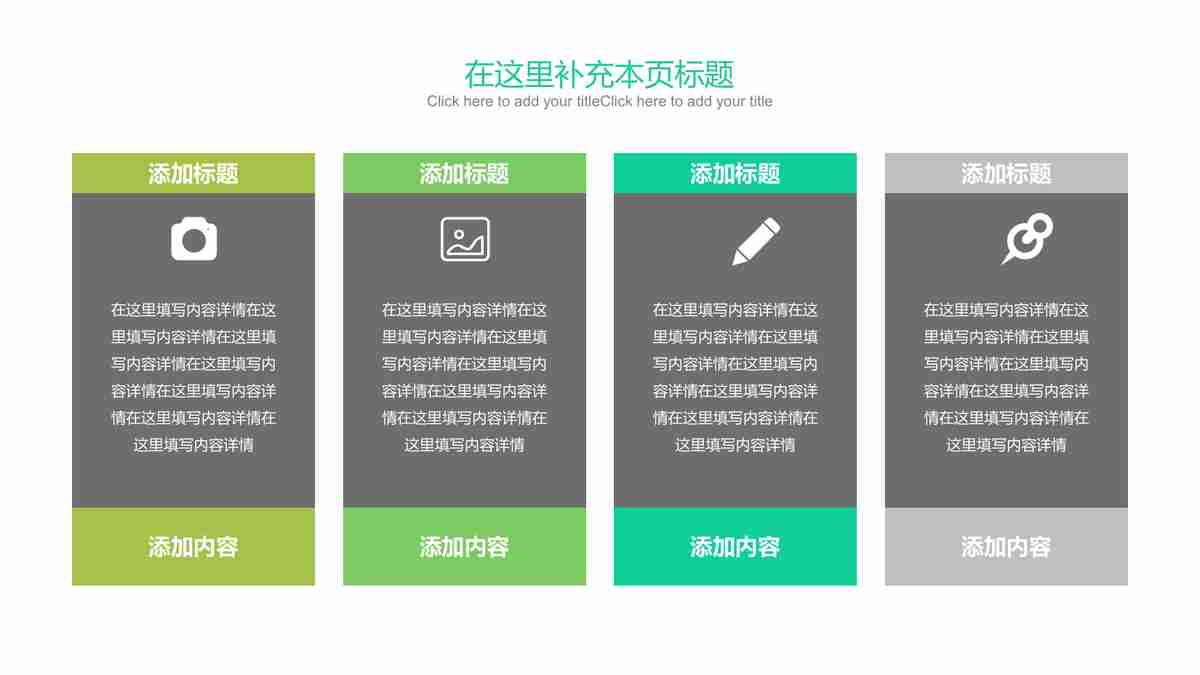 在这里补充本页标题
Click here to add your titleClick here to add your title
添加标题
在这里填写内容详情在这
里填写内容详情在这里填
写内容详情在这里填写内
容详情在这里填写内容详
情在这里填写内容详情在
这里填写内容详情
添加内容
添加标题
在这里填写内容详情在这
里填写内容详情在这里填
写内容详情在这里填写内
容详情在这里填写内容详
情在这里填写内容详情在
这里填写内容详情
添加内容
添加标题
在这里填写内容详情在这
里填写内容详情在这里填
写内容详情在这里填写内
容详情在这里填写内容详
情在这里填写内容详情在
这里填写内容详情
添加内容
添加标题
在这里填写内容详情在这
里填写内容详情在这里填
写内容详情在这里填写内
容详情在这里填写内容详
情在这里填写内容详情在
这里填写内容详情
添加内容